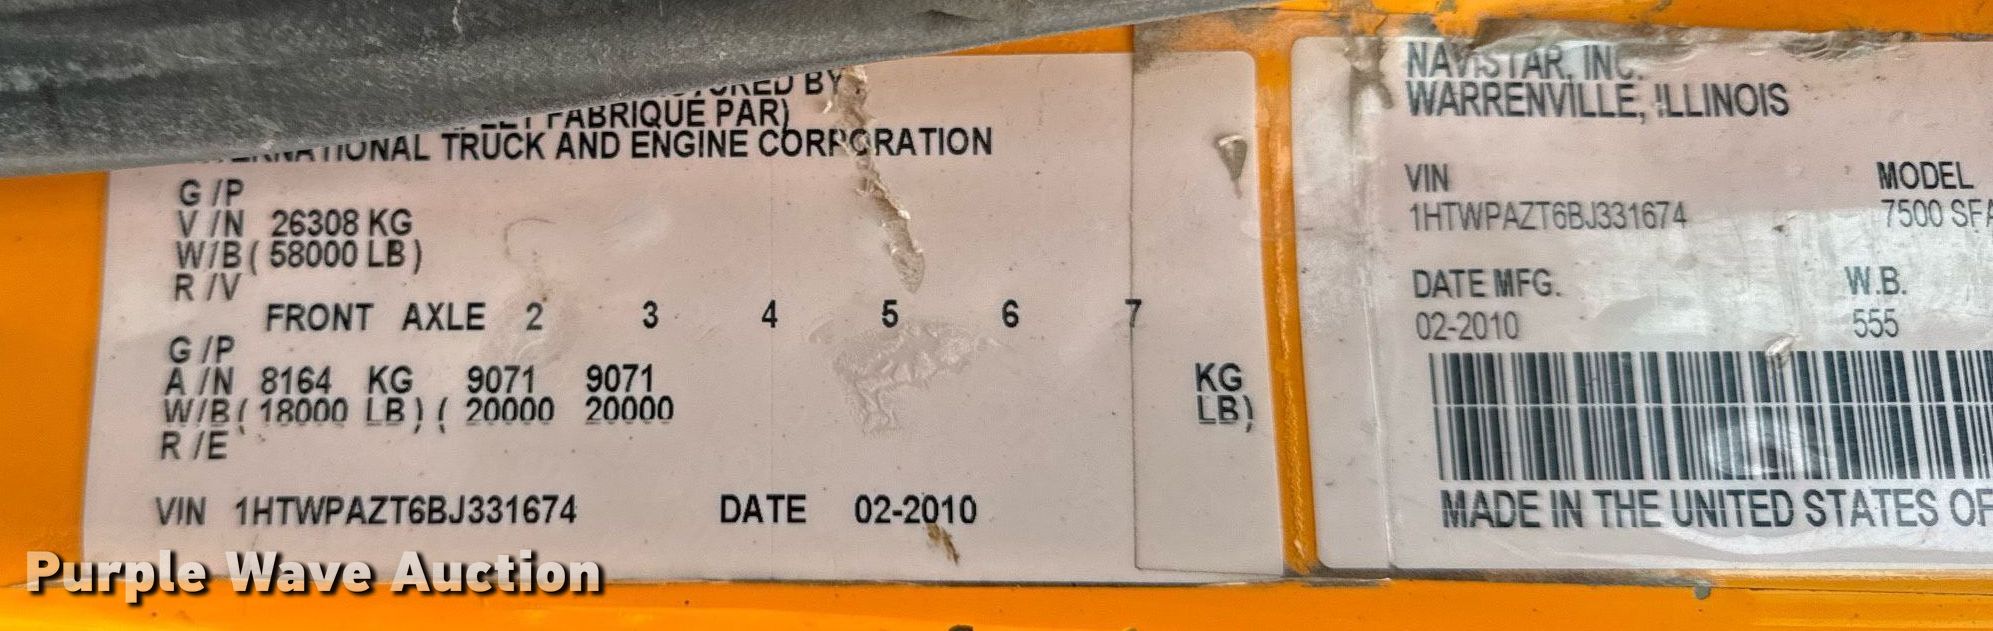 BY
FABRIQUE PAR)
TRUCK AND ENGINE CORPORATION
G/P
V/N 26308 KG
W/B ( 58000 LB )
R/V
FRONT AXLE 2 3 4 5 6 7
G/P
A/N 8164 KG 9071 9071 KG
W/B ( 18000 LB ) ( 20000 20000 LB)
R/E
VIN 1HTWPAZT6BJ331674 DATE 02-2010
NAVISTAR, INC.
WARRENVILLE, ILLINOIS
VIN MODEL
1HTWPAZT6BJ331674 7500 SFA
DATE MFG. W.B.
02-2010 555
MADE IN THE UNITED STATES OF
Purple Wave Auction